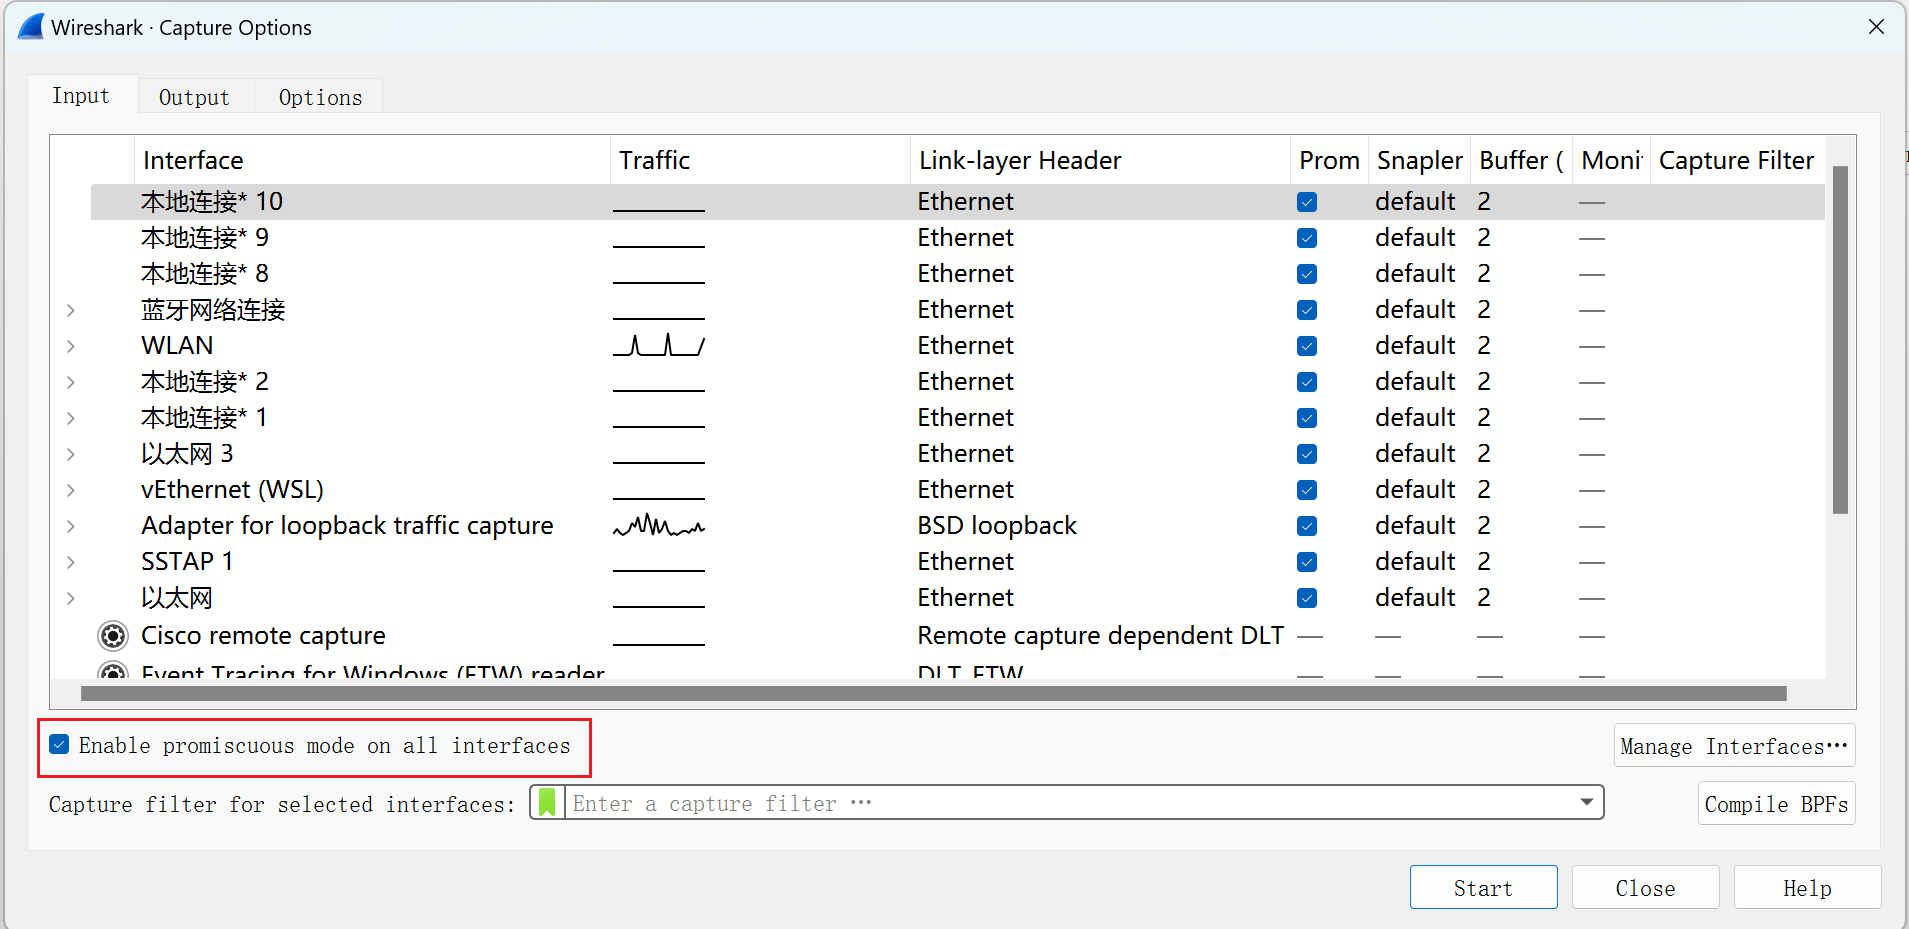 Wireshark · Capture Options
Input Output Options
Interface Traffic Link-layer Header Prom Snaplen Buffer ( Moni Capture Filter
本地连接* 10 Ethernet default 2 —
本地连接* 9 Ethernet default 2 —
本地连接* 8 Ethernet default 2 —
蓝牙网络连接 Ethernet default 2 —
WLAN Ethernet default 2 —
本地连接* 2 Ethernet default 2 —
本地连接* 1 Ethernet default 2 —
以太网 3 Ethernet default 2 —
vEthernet (WSL) Ethernet default 2 —
Adapter for loopback traffic capture BSD loopback default 2 —
SSTAP 1 Ethernet default 2 —
以太网 Ethernet default 2 —
Cisco remote capture Remote capture dependent DLT — — — —
Event Tracing for Windows (ETW) reader DLT_ETW — — — —
Enable promiscuous mode on all interfaces Manage Interfaces…
Capture filter for selected interfaces: Enter a capture filter … Compile BPFs
Start Close Help